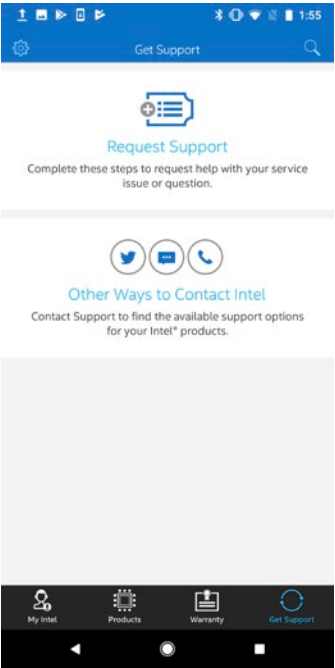 1:55
Get Support
Request Support
Complete these steps to request help with your service
issue or question.
Other Ways to Contact Intel
Contact Support to find the available support options
for your Intel® products.
My Intel
Products
Warranty
Get Support